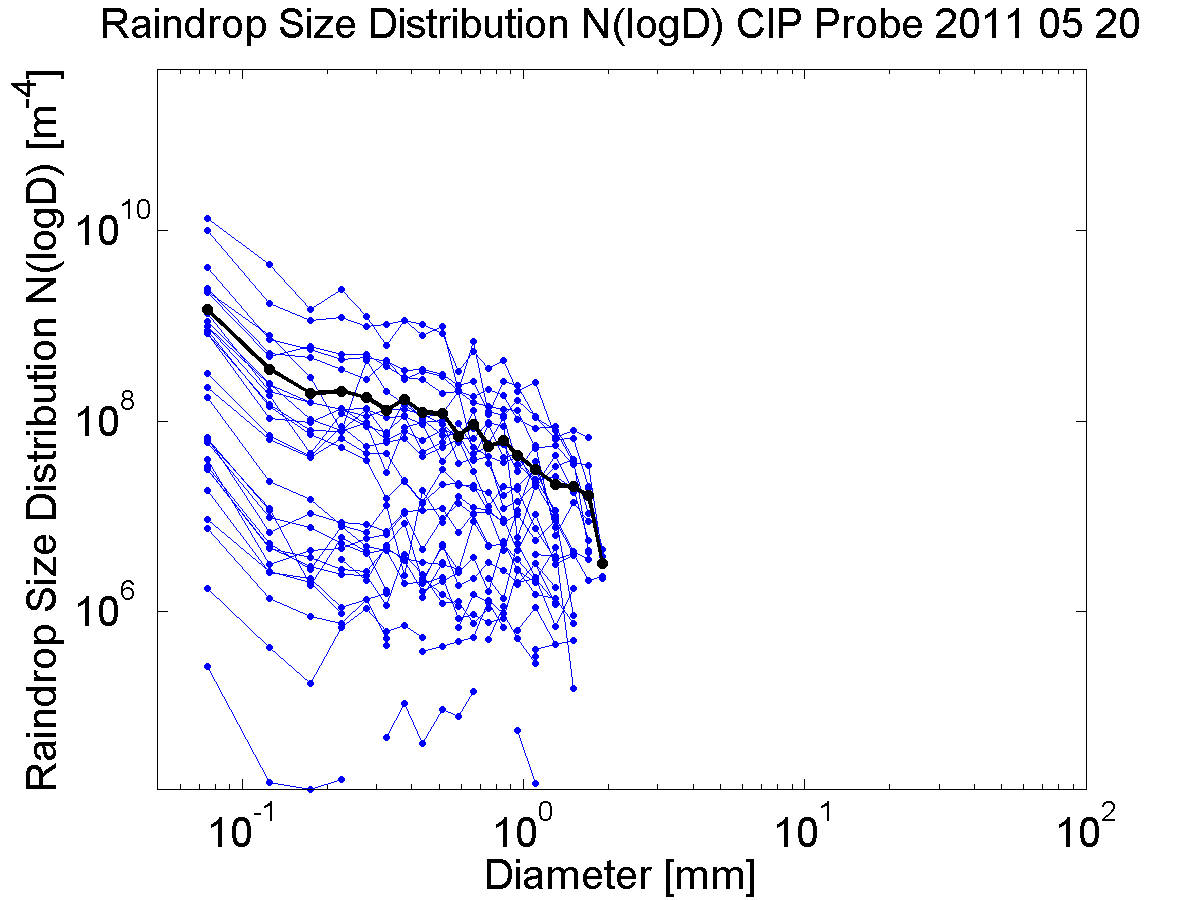 Raindrop Size Distribution N(logD) CIP Probe 2011 05 20
Raindrop Size Distribution N(logD) [m^-4]
10^10
10^8
10^6
10^-1 10^0 10^1 10^2
Diameter [mm]